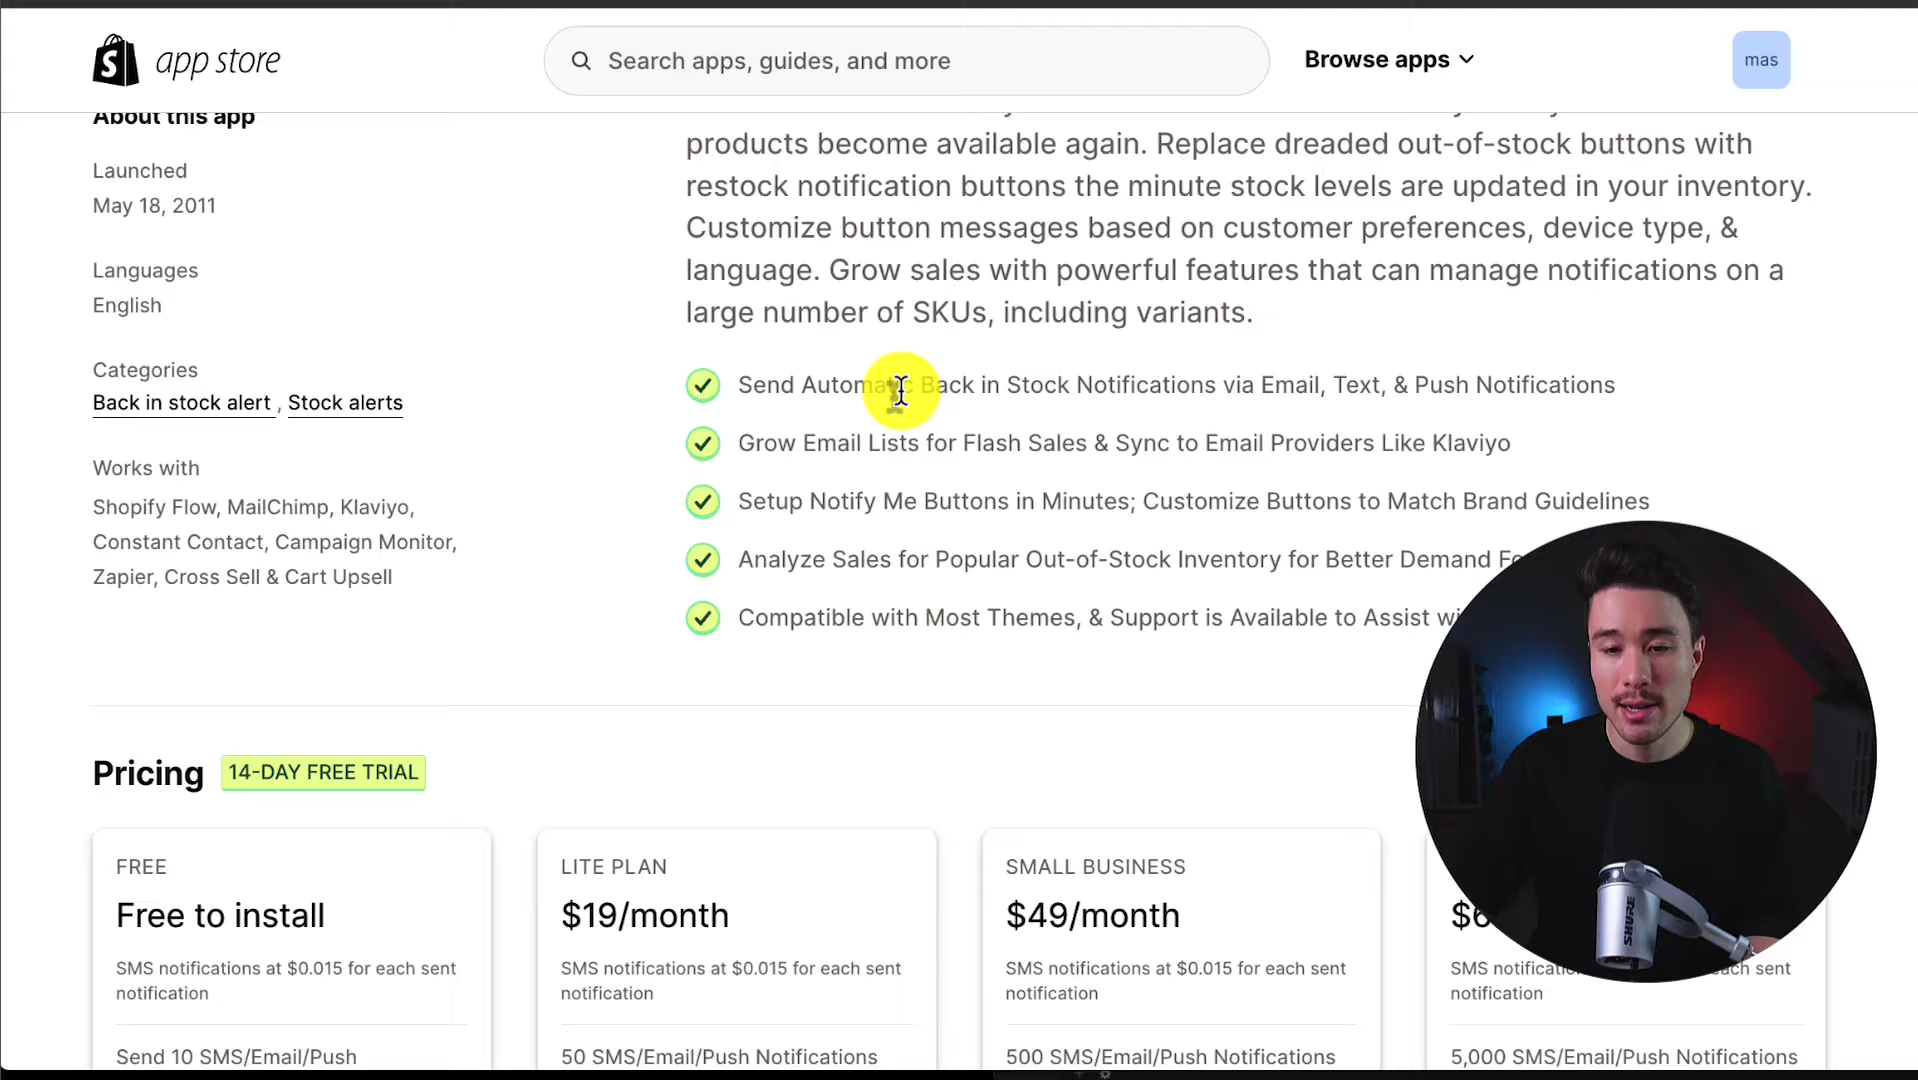 app store
Search apps, guides, and more
Browse apps
mas
About this app
Launched
May 18, 2011
Languages
English
Categories
Back in stock alert , Stock alerts
Works with
Shopify Flow, MailChimp, Klaviyo,
Constant Contact, Campaign Monitor,
Zapier, Cross Sell & Cart Upsell
products become available again. Replace dreaded out-of-stock buttons with
restock notification buttons the minute stock levels are updated in your inventory.
Customize button messages based on customer preferences, device type, &
language. Grow sales with powerful features that can manage notifications on a
large number of SKUs, including variants.
Send Automatic Back in Stock Notifications via Email, Text, & Push Notifications
Grow Email Lists for Flash Sales & Sync to Email Providers Like Klaviyo
Setup Notify Me Buttons in Minutes; Customize Buttons to Match Brand Guidelines
Analyze Sales for Popular Out-of-Stock Inventory for Better Demand
Compatible with Most Themes, & Support is Available to Assist
Pricing
14-DAY FREE TRIAL
FREE
Free to install
SMS notifications at $0.015 for each sent
notification
Send 10 SMS/Email/Push
LITE PLAN
$19/month
SMS notifications at $0.015 for each sent
notification
50 SMS/Email/Push Notifications
SMALL BUSINESS
$49/month
SMS notifications at $0.015 for each sent
notification
500 SMS/Email/Push Notifications
SMS each sent
notification
5,000 SMS/Email/Push Notifications
SHURE